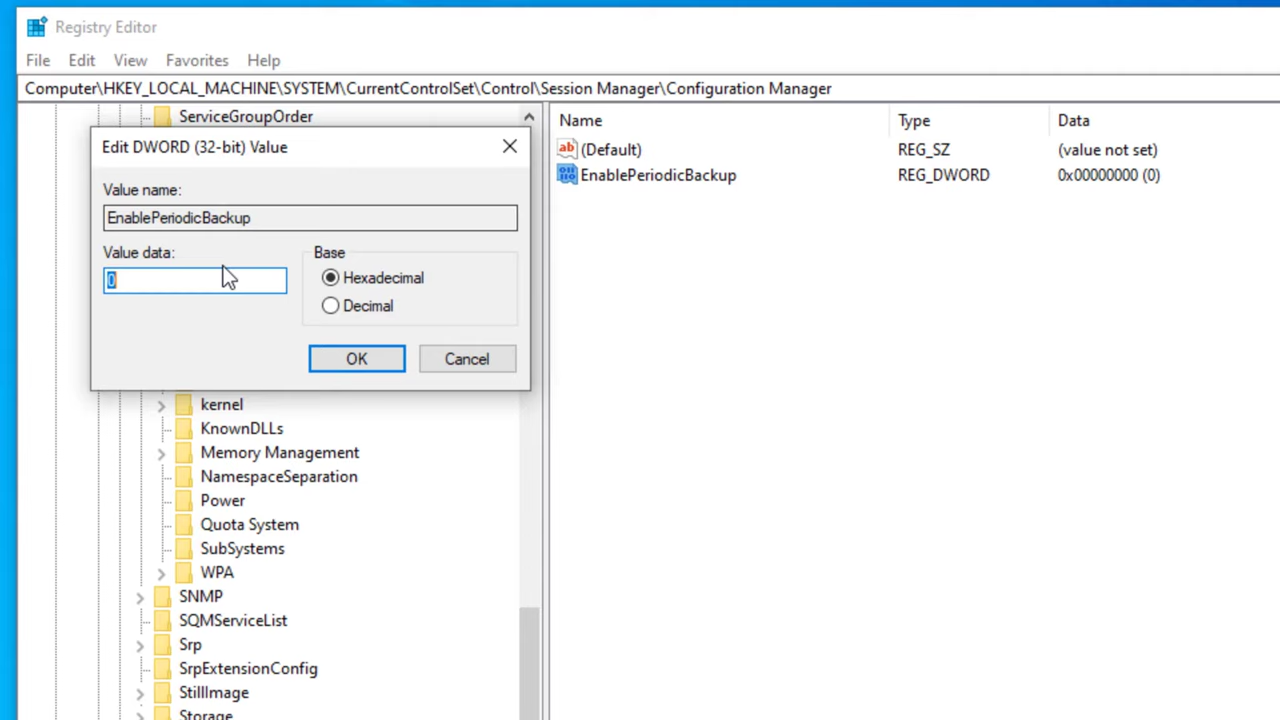 Registry Editor
File Edit View Favorites Help
Computer\HKEY_LOCAL_MACHINE\SYSTEM\CurrentControlSet\Control\Session Manager\Configuration Manager
ServiceGroupOrder
Edit DWORD (32-bit) Value
Value name:
EnablePeriodicBackup
Value data:
0
Base
Hexadecimal
Decimal
OK Cancel
kernel
KnownDLLs
Memory Management
NamespaceSeparation
Power
Quota System
SubSystems
WPA
SNMP
SQMServiceList
Srp
SrpExtensionConfig
StillImage
Storage
Name Type Data
ab (Default) REG_SZ (value not set)
EnablePeriodicBackup REG_DWORD 0x00000000 (0)